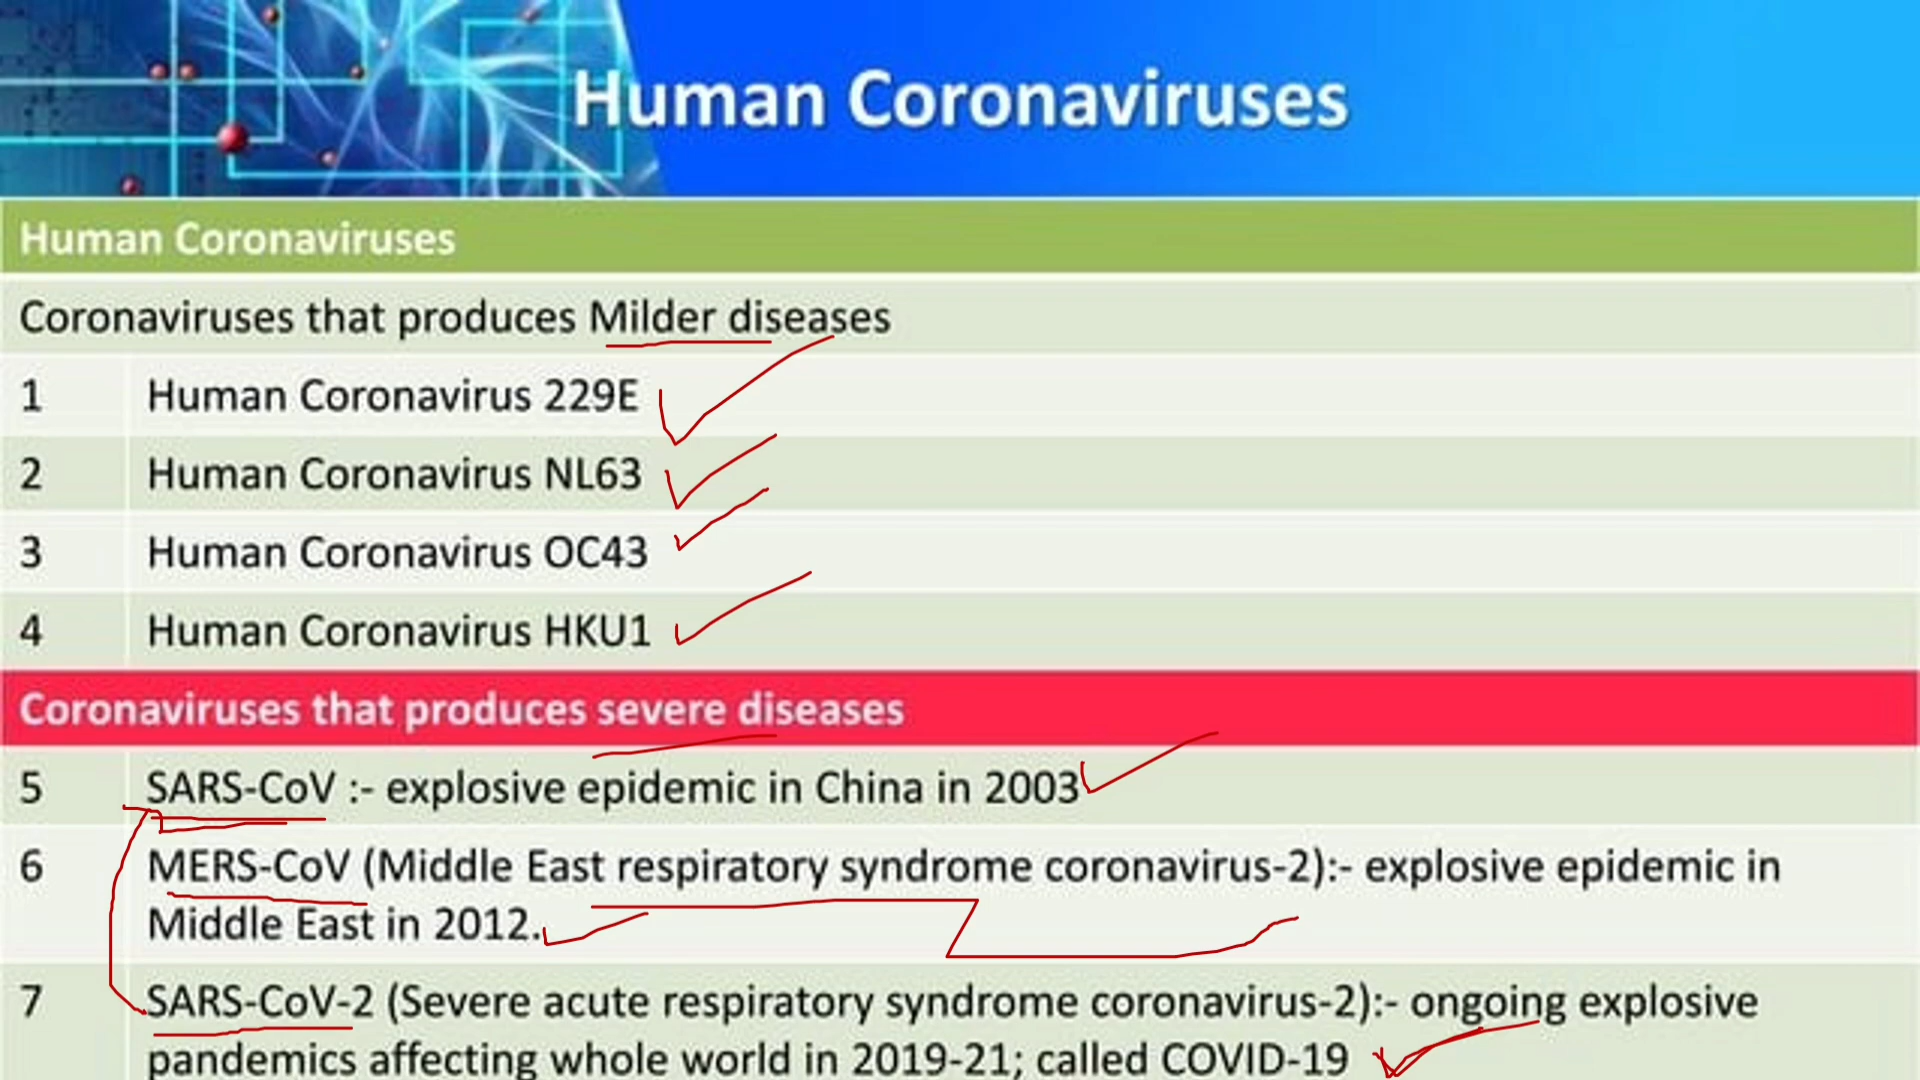 Human Coronaviruses
Human Coronaviruses
Coronaviruses that produces Milder diseases
1 Human Coronavirus 229E
2 Human Coronavirus NL63
3 Human Coronavirus OC43
4 Human Coronavirus HKU1
Coronaviruses that produces severe diseases
5 SARS-CoV :- explosive epidemic in China in 2003
6 MERS-CoV (Middle East respiratory syndrome coronavirus-2):- explosive epidemic in
Middle East in 2012.
7 SARS-CoV-2 (Severe acute respiratory syndrome coronavirus-2):- ongoing explosive
pandemics affecting whole world in 2019-21; called COVID-19